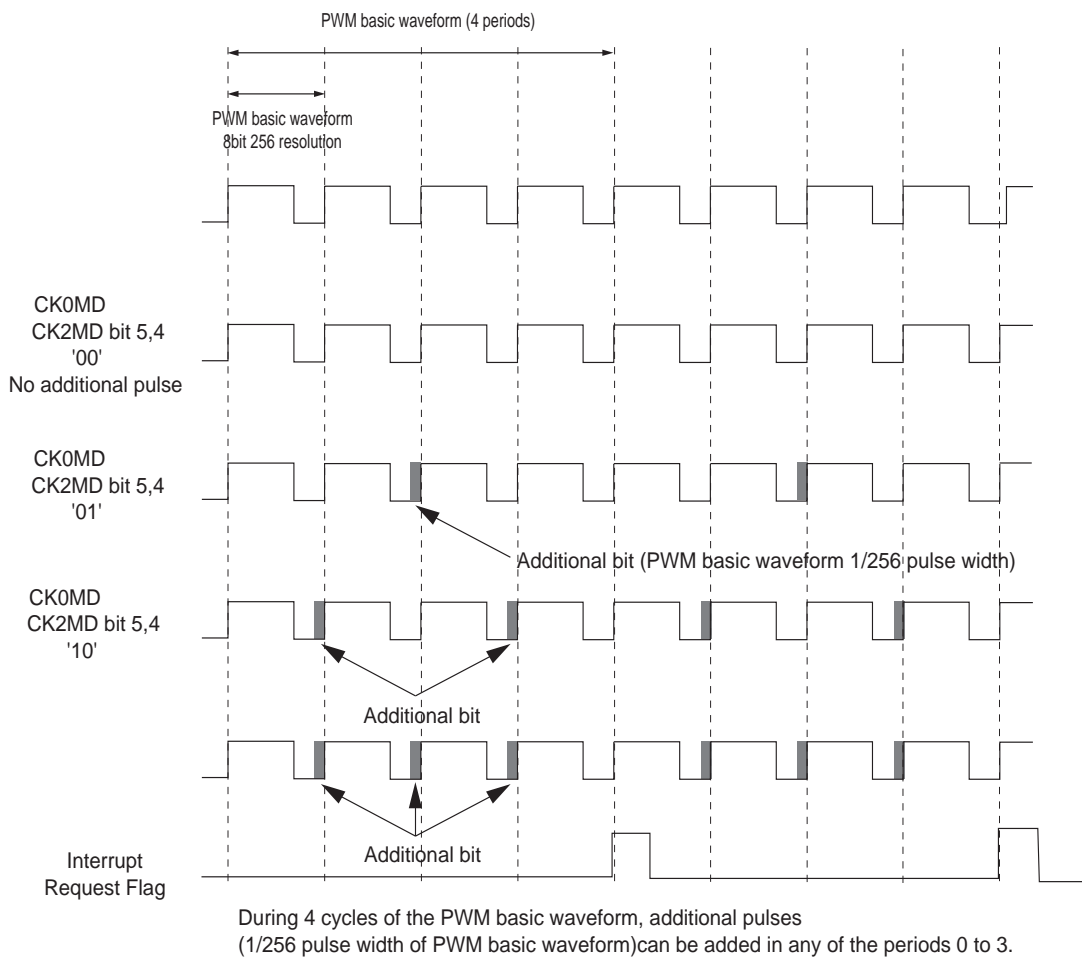 PWM basic waveform (4 periods)
PWM basic waveform
8bit 256 resolution
CK0MD
CK2MD bit 5,4
'00'
No additional pulse
CK0MD
CK2MD bit 5,4
'01'
Additional bit (PWM basic waveform 1/256 pulse width)
CK0MD
CK2MD bit 5,4
'10'
Additional bit
Additional bit
Interrupt
Request Flag
During 4 cycles of the PWM basic waveform, additional pulses
(1/256 pulse width of PWM basic waveform)can be added in any of the periods 0 to 3.